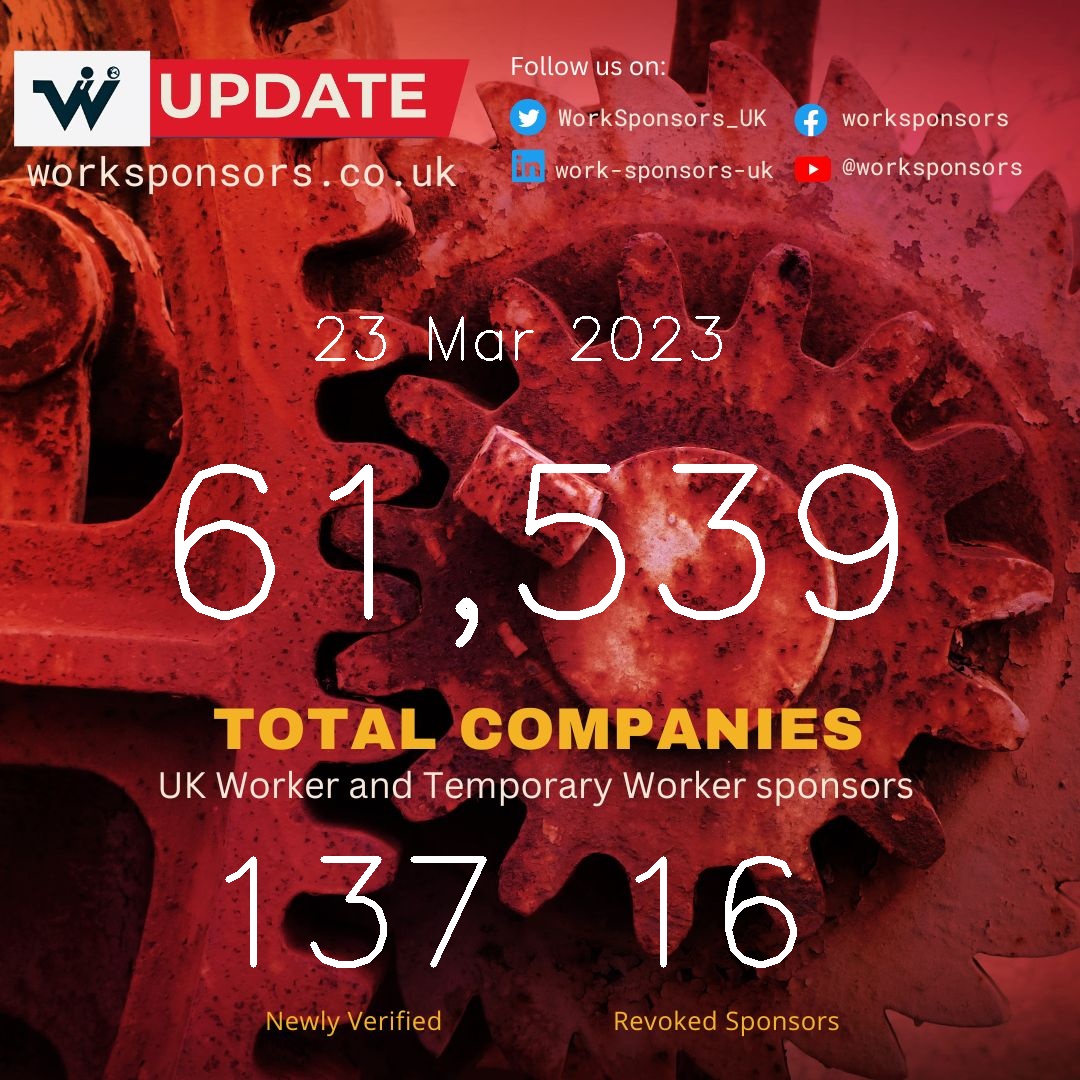 UPDATE
worksponsors.co.uk
Follow us on:
WorkSponsors_UK
worksponsors
in work-sponsors-uk
@worksponsors
23 Mar 2023
61,539
TOTAL COMPANIES
UK Worker and Temporary Worker sponsors
137 16
Newly Verified Revoked Sponsors